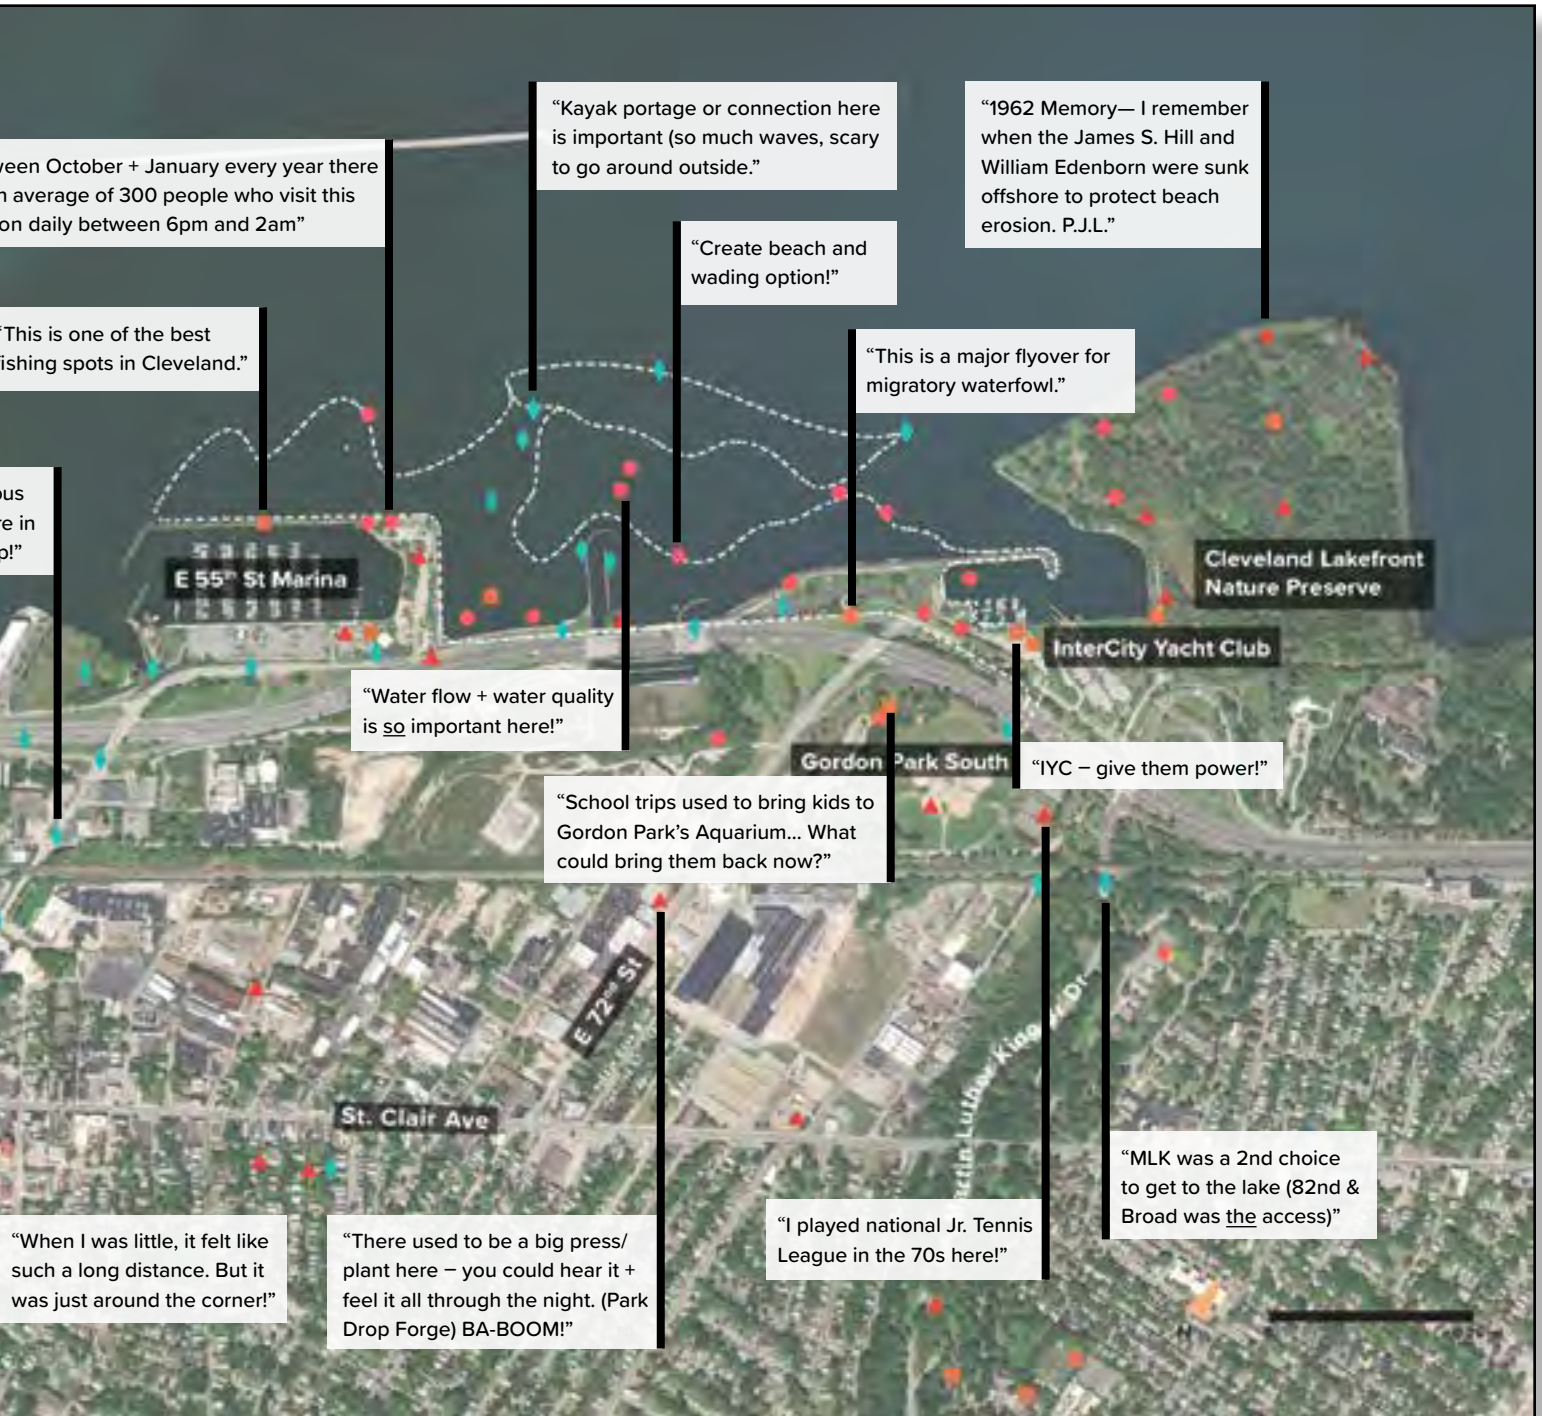 “Kayak portage or connection here
is important (so much waves, scary
to go around outside.”
“1962 Memory— I remember
when the James S. Hill and
William Edenborn were sunk
offshore to protect beach
erosion. P.J.L.”
October + January every year there
average of 300 people who visit this
daily between 6pm and 2am”
“Create beach and
wading option!”
“This is one of the best
fishing spots in Cleveland.”
“This is a major flyover for
migratory waterfowl.”
in
E 55th St Marina
Cleveland Lakefront
Nature Preserve
InterCity Yacht Club
“Water flow + water quality
is so important here!”
Gordon Park South
“IYC – give them power!”
“School trips used to bring kids to
Gordon Park’s Aquarium... What
could bring them back now?”
E 72nd St
Dr
St. Clair Ave
“MLK was a 2nd choice
to get to the lake (82nd &
Broad was the access)”
“I played national Jr. Tennis
League in the 70s here!”
“When I was little, it felt like
such a long distance. But it
was just around the corner!”
“There used to be a big press/
plant here – you could hear it +
feel it all through the night. (Park
Drop Forge) BA-BOOM!”